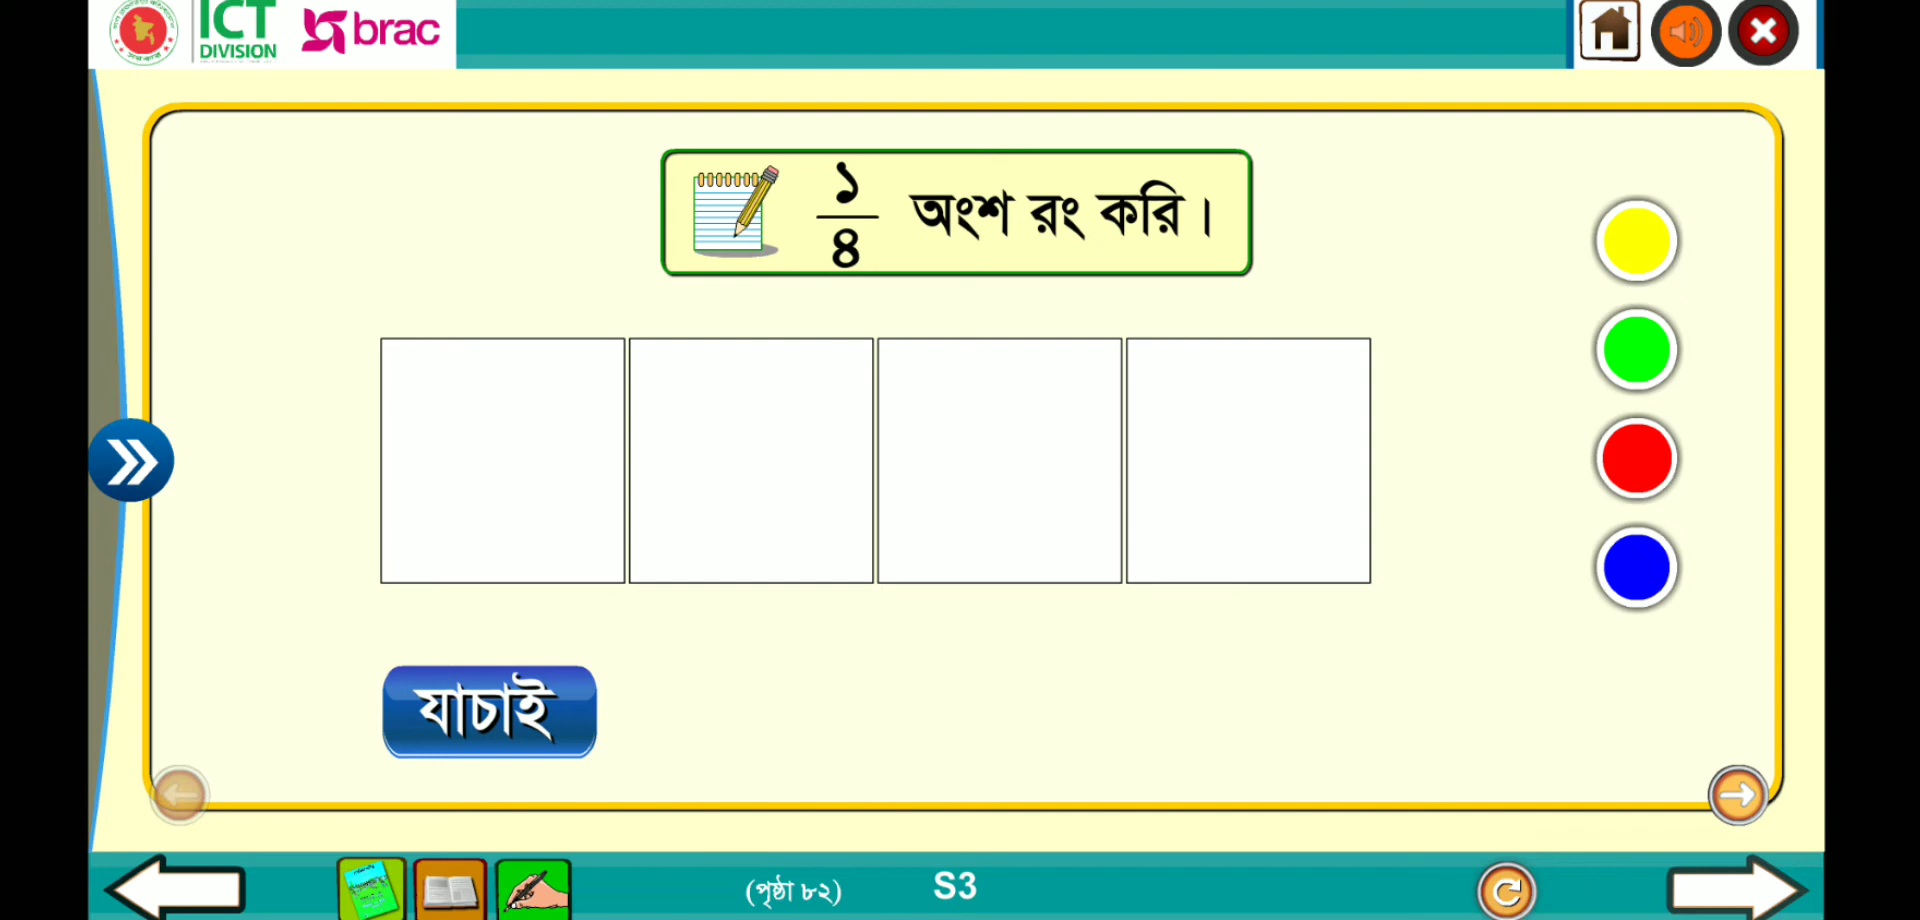 ICT
DIVISION
brac
১
৪
অংশ রং করি।
যাচাই
(পৃষ্ঠা ৮২)
S3